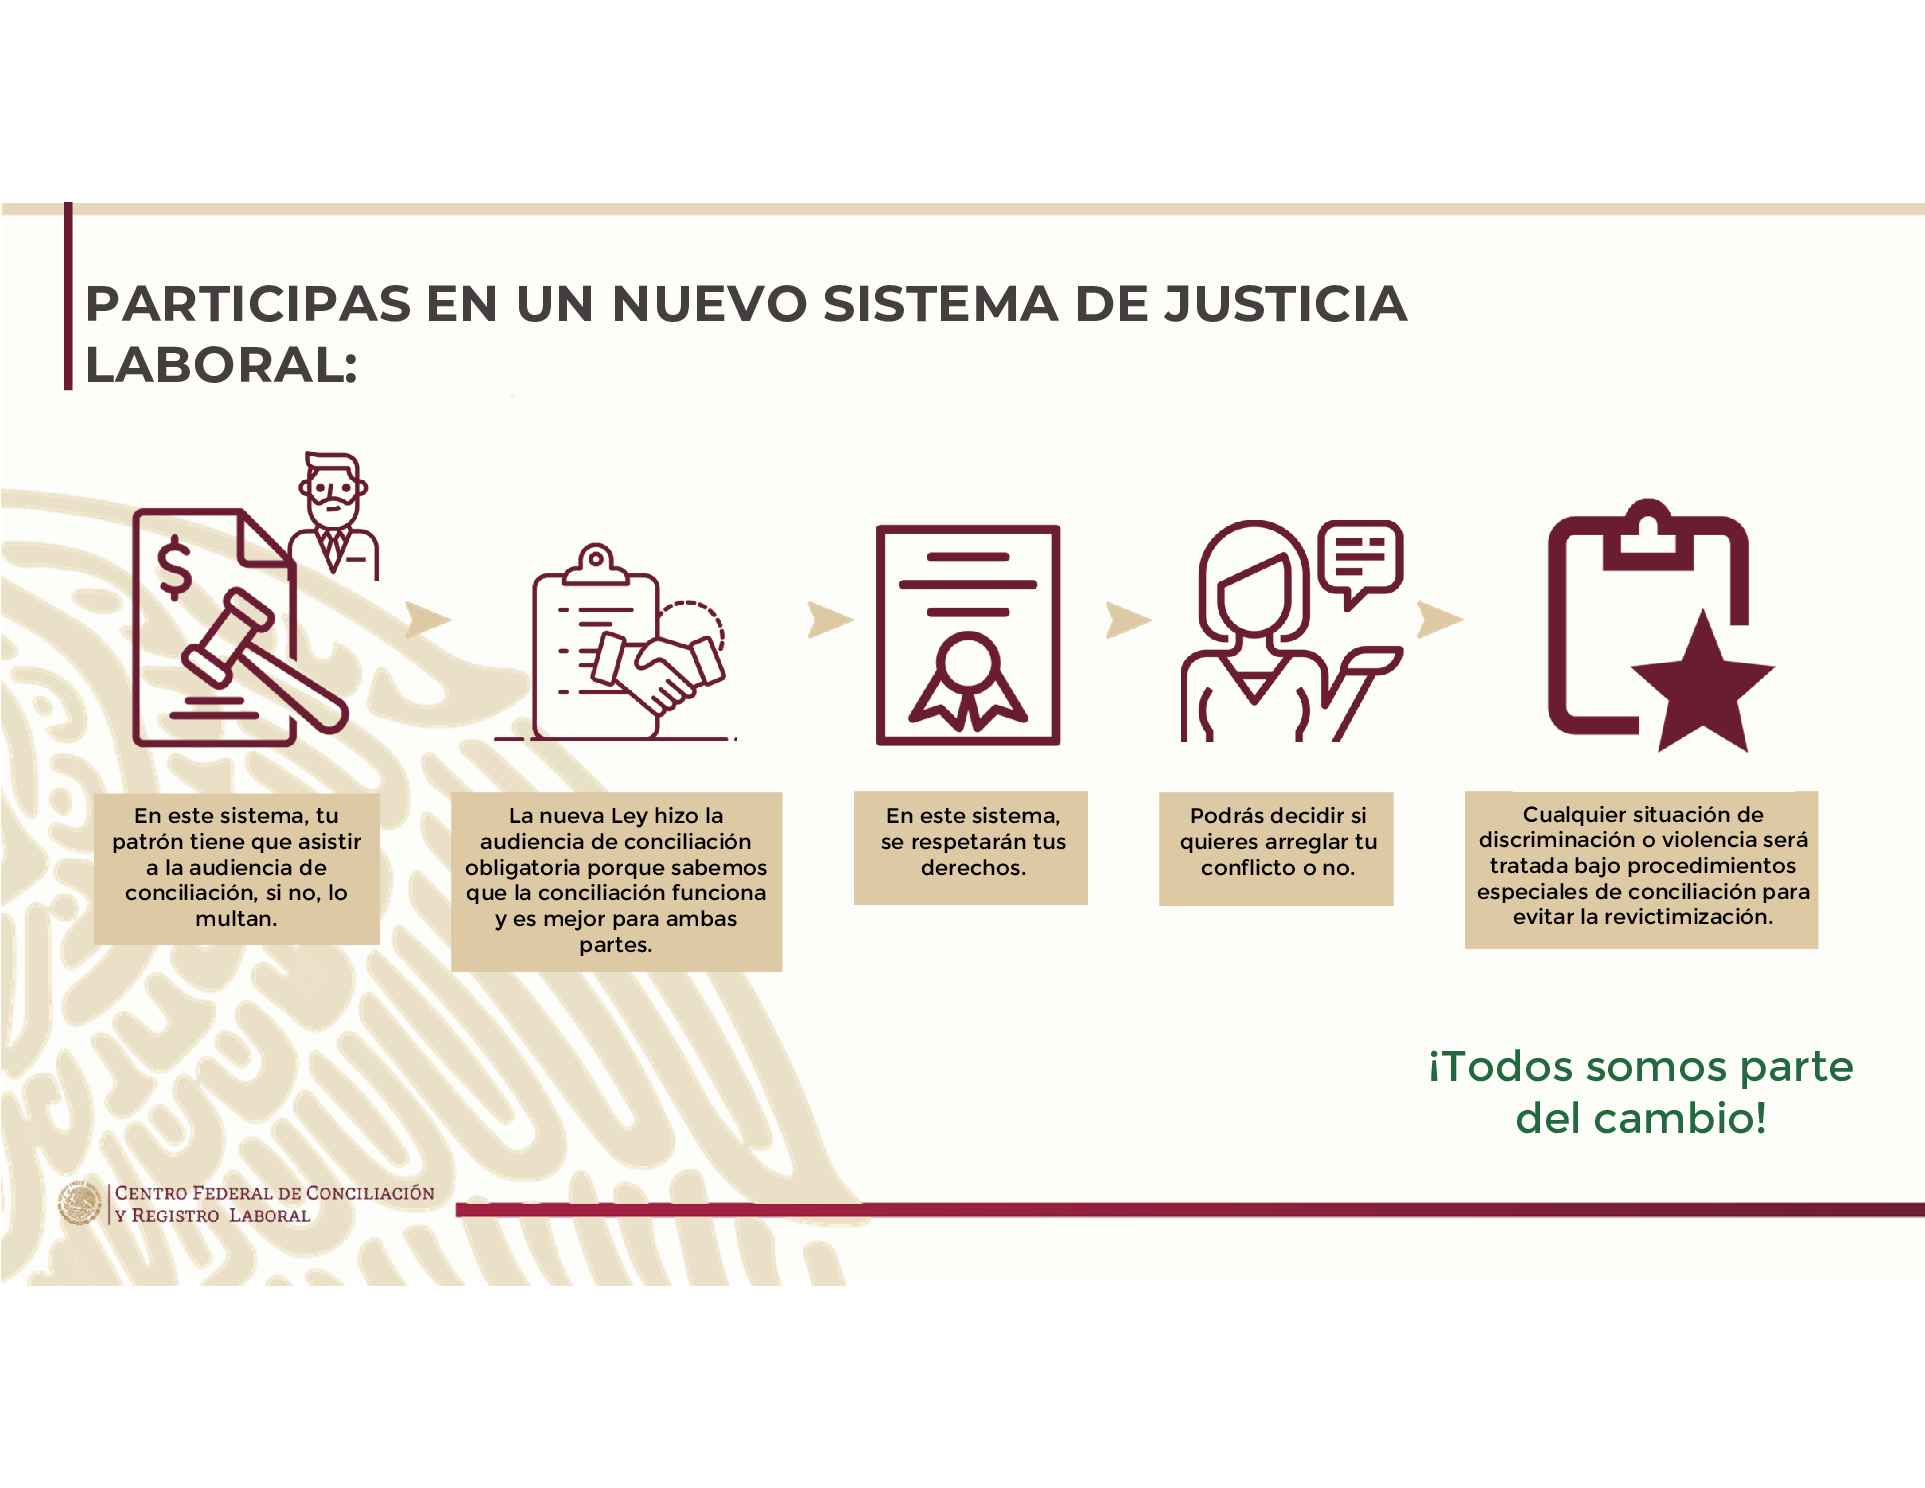 PARTICIPAS EN UN NUEVO SISTEMA DE JUSTICIA
LABORAL:
$
En este sistema, tu
patrón tiene que asistir
a la audiencia de
conciliación, si no, lo
multan.
La nueva Ley hizo la
audiencia de conciliación
obligatoria porque sabemos
que la conciliación funciona
y es mejor para ambas
partes.
En este sistema,
se respetarán tus
derechos.
Podrás decidir si
quieres arreglar tu
conflicto o no.
Cualquier situación de
discriminación o violencia será
tratada bajo procedimientos
especiales de conciliación para
evitar la revictimización.
¡Todos somos parte
del cambio!
CENTRO FEDERAL DE CONCILIACIÓN
Y REGISTRO LABORAL